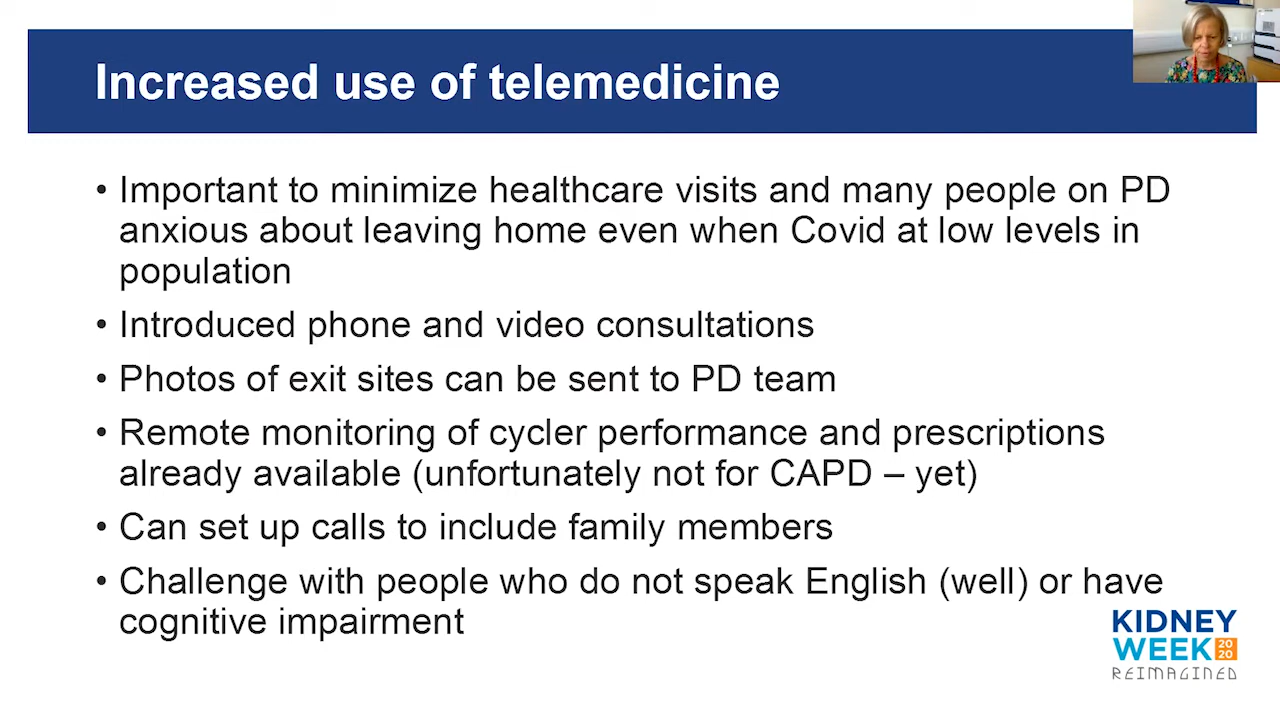 Increased use of telemedicine
• Important to minimize healthcare visits and many people on PD
anxious about leaving home even when Covid at low levels in
population
• Introduced phone and video consultations
• Photos of exit sites can be sent to PD team
• Remote monitoring of cycler performance and prescriptions
already available (unfortunately not for CAPD – yet)
• Can set up calls to include family members
• Challenge with people who do not speak English (well) or have
cognitive impairment
KIDNEY
WEEK 20
20
REIMAGINED